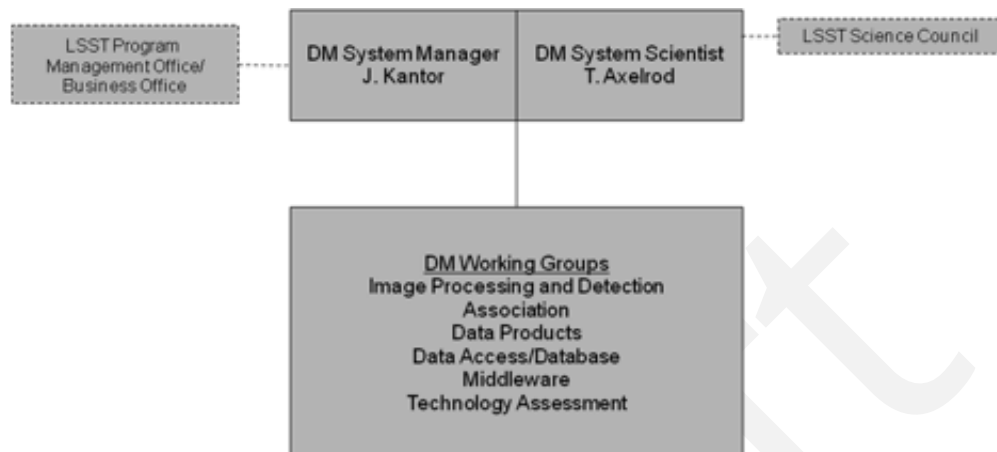 LSST Program
Management Office/
Business Office
DM System Manager
J. Kantor
DM System Scientist
T. Axelrod
LSST Science Council
DM Working Groups
Image Processing and Detection
Association
Data Products
Data Access/Database
Middleware
Technology Assessment